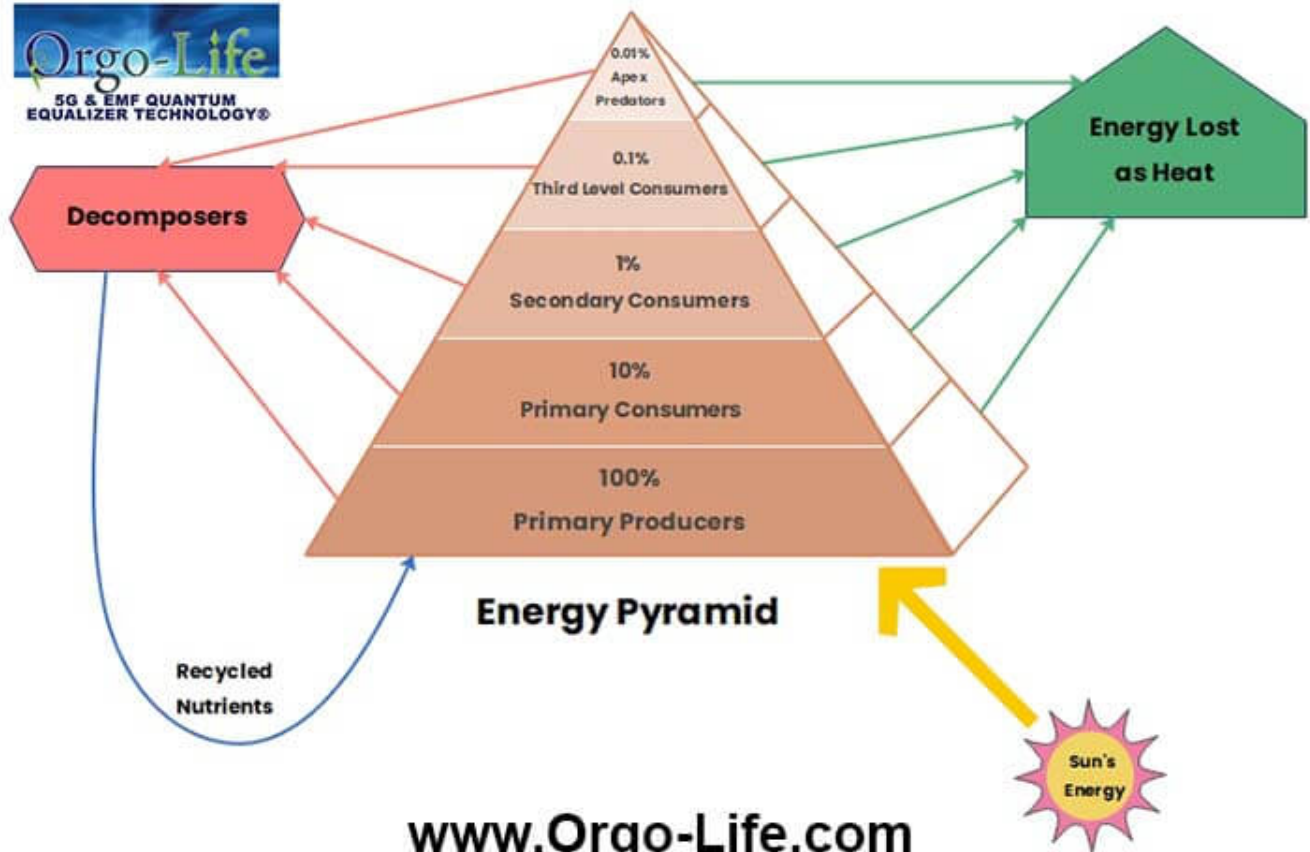 Orgo-Life
5G & EMF QUANTUM
EQUALIZER TECHNOLOGY®
0.01%
Apex
Predators
Energy Lost
as Heat
0.1%
Third Level Consumers
Decomposers
1%
Secondary Consumers
10%
Primary Consumers
100%
Primary Producers
Energy Pyramid
Recycled
Nutrients
Sun's
Energy
www.Orgo-Life.com